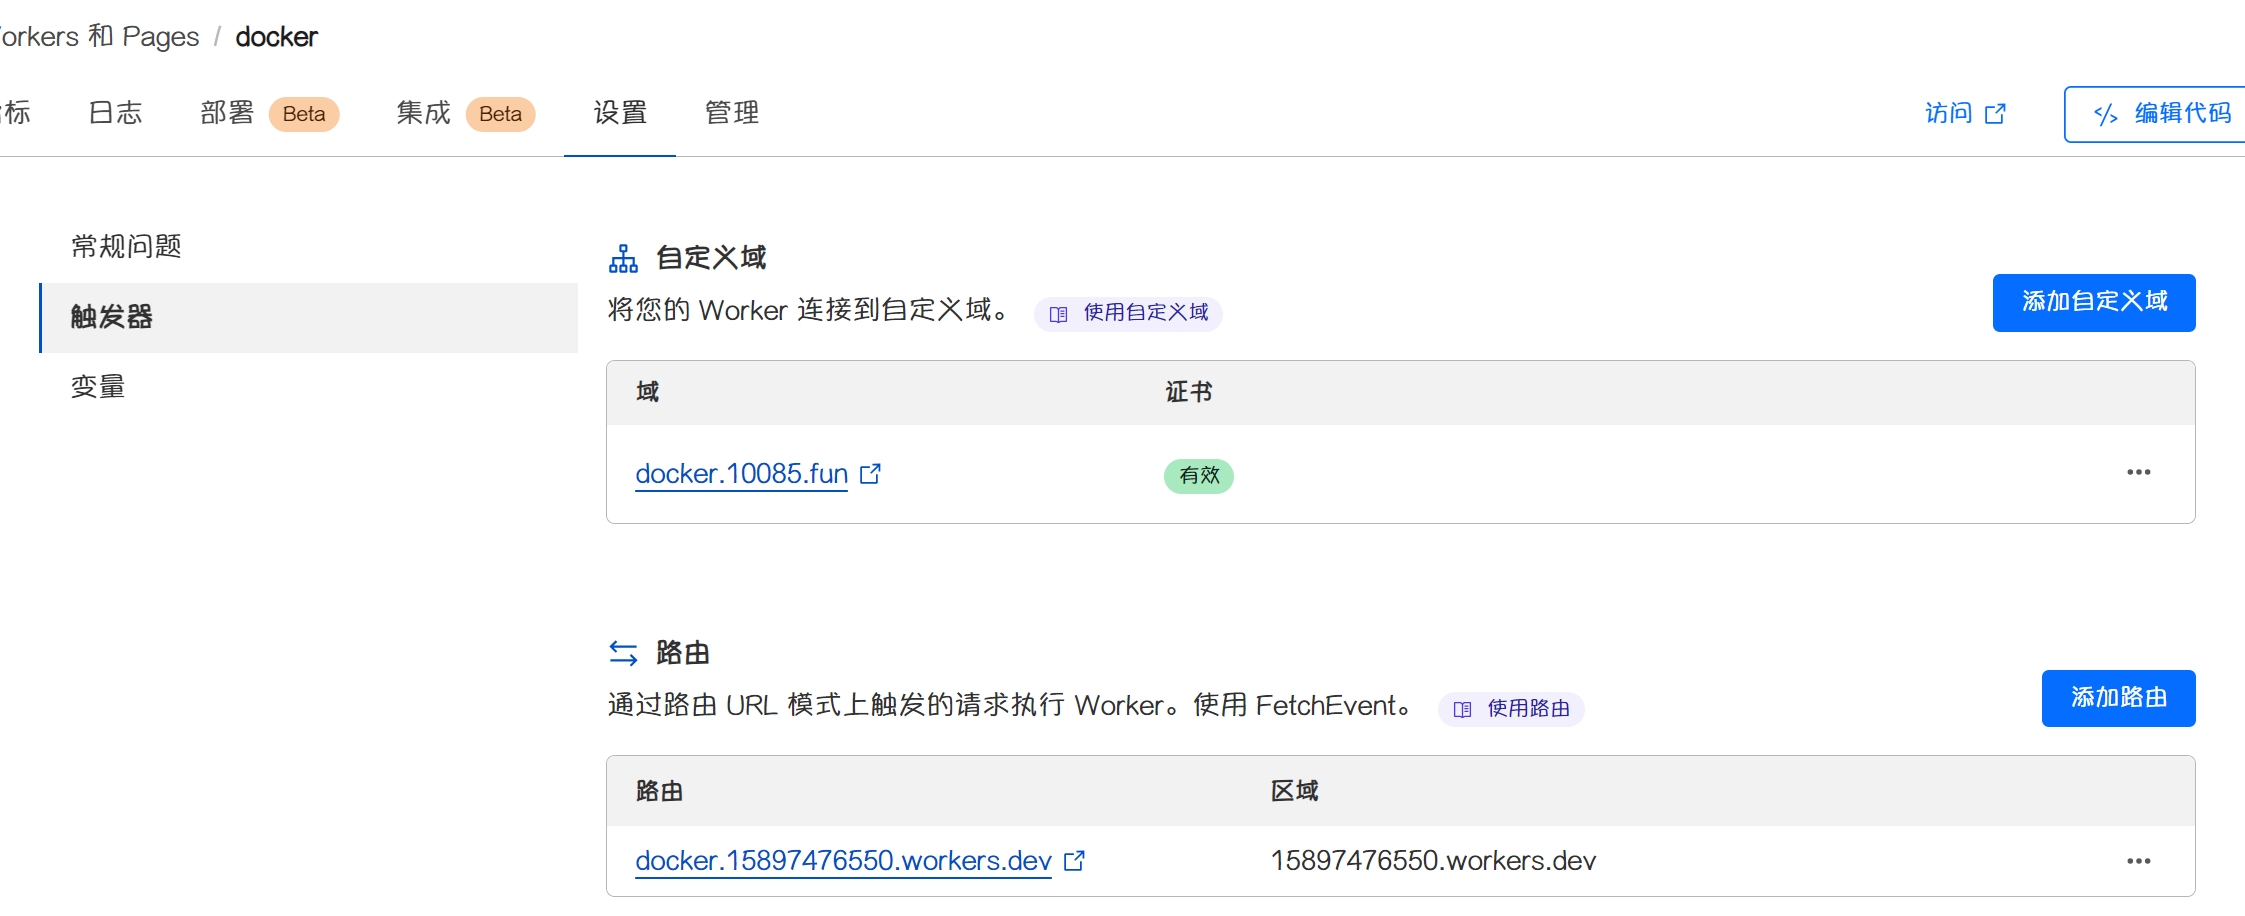 orkers 和 Pages / docker
标 日志 部署 Beta 集成 Beta 设置 管理 访问 </> 编辑代码
常规问题
触发器
变量
自定义域
将您的 Worker 连接到自定义域。 使用自定义域
添加自定义域
域 证书
docker.10085.fun 有效 •••
路由
通过路由 URL 模式上触发的请求执行 Worker。使用 FetchEvent。 使用路由
添加路由
路由 区域
docker.15897476550.workers.dev 15897476550.workers.dev •••